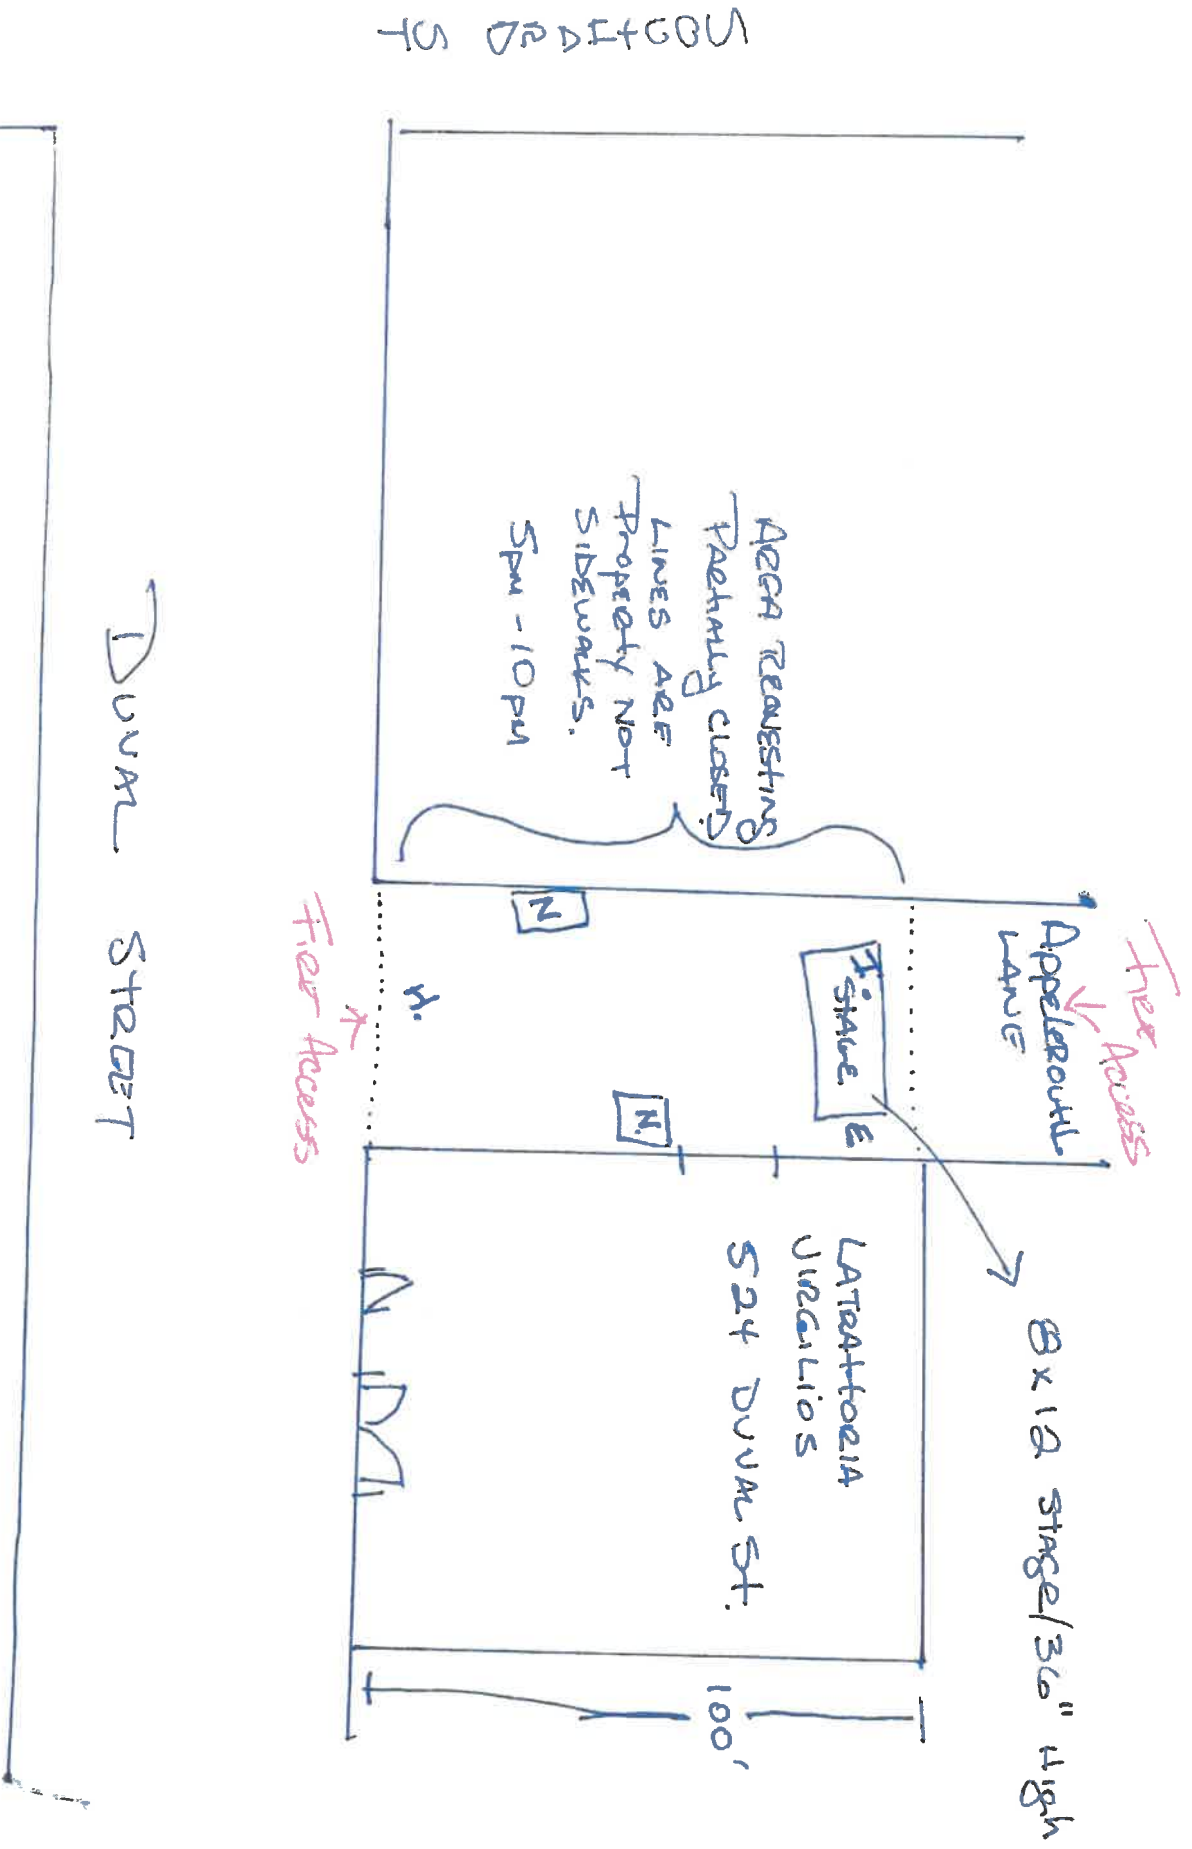 Fire Access
AppelROUTH
LANE
8x12 STAGE/36" High
I. STAGE
E
LATRATTORIA
VIRGILIOS
524 DUVAL St.
100'
AREA REQUESTING
PARTIALLY CLOSED
LINES ARE
PROPERTY NOT
SIDEWALKS.
5pm - 10pm
N
N.
H.
Fire Access
SOUTHARD ST
DUVAL STREET